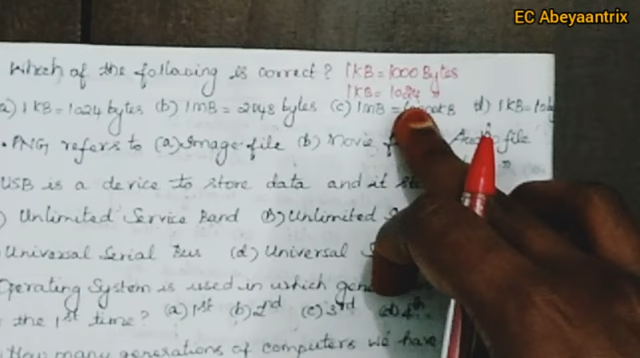 EC Abeyaantrix
Which of the following is correct? 1KB = 1000 Bytes
1KB = 1024
a) 1KB = 1024 bytes (b) 1MB = 2048 bytes (c) 1MB = KB d) 1KB =
. PNG refers to (a) Image file (b) Movie file
USB is a device to store data and it
) Unlimited Service Band (b) Unlimited
Universal Serial Bus (d) Universal
Operating System is used in which
the 1st time? (a) 1st (b) 2nd (c) 3rd (d) 4th
How many generations of computers we have